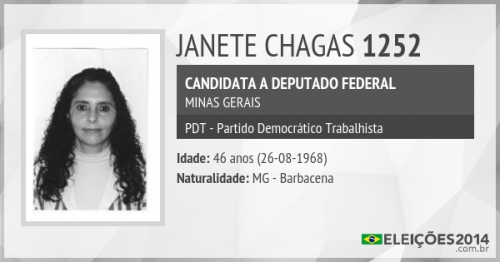 JANETE CHAGAS 1252
CANDIDATA A DEPUTADO FEDERAL
MINAS GERAIS
PDT - Partido Democrático Trabalhista
Idade: 46 anos (26-08-1968)
Naturalidade: MG - Barbacena
ELEIÇÕES2014
.com.br